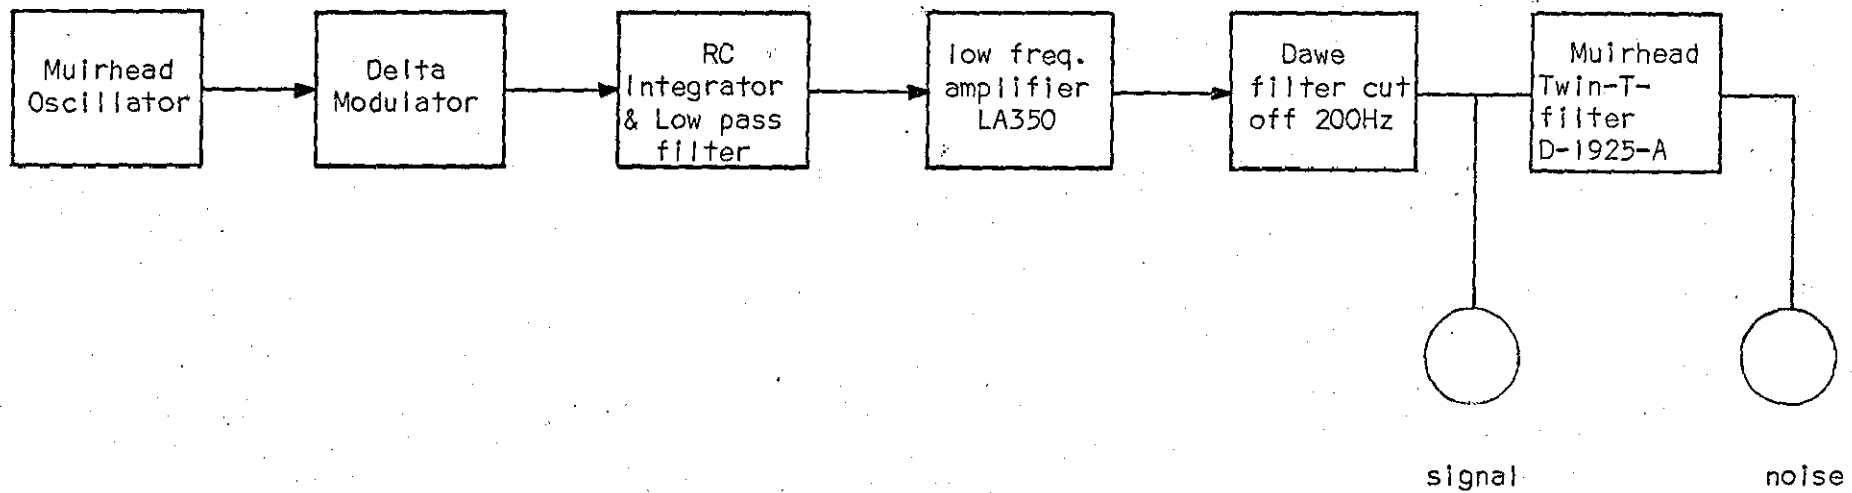 Muirhead
Oscillator
Delta
Modulator
RC
Integrator
& Low pass
filter
low freq.
amplifier
LA350
Dawe
filter cut
off 200Hz
Muirhead
Twin-T-
filter
D-1925-A
signal
noise